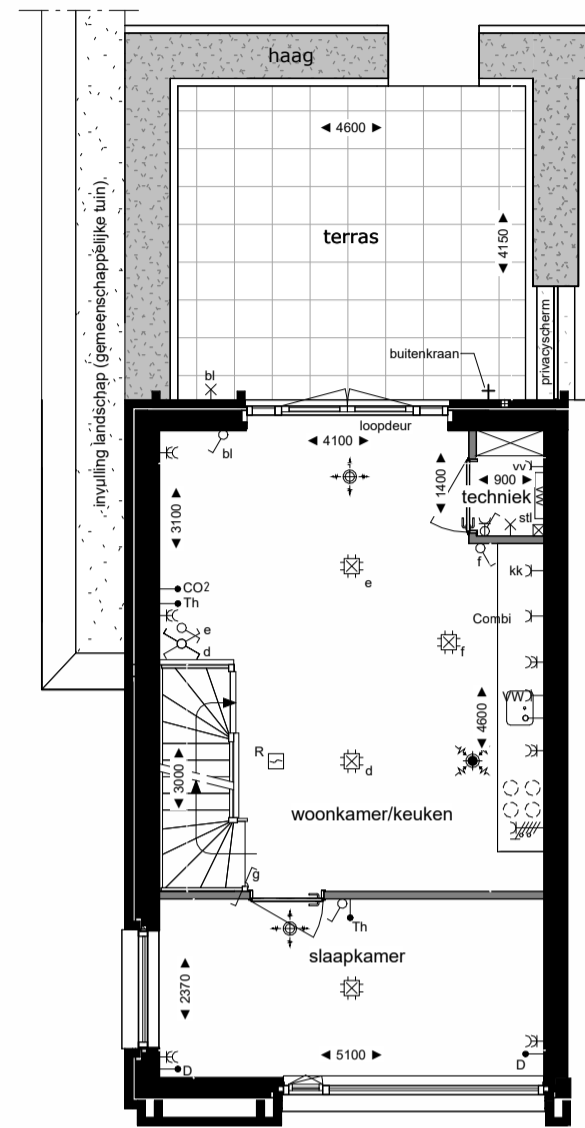 haag
4600
terras
4150
invulling landschap (gemeenschappelijke tuin)
privacyscherm
buitenkraan
bl
loopdeur
bl
4100
1400
900
techniek
stl
3100
e
f
kk
CO2
Th
Combi
e
d
f
VW
4600
R
3000
d
woonkamer/keuken
g
Th
slaapkamer
2370
5100
D
D